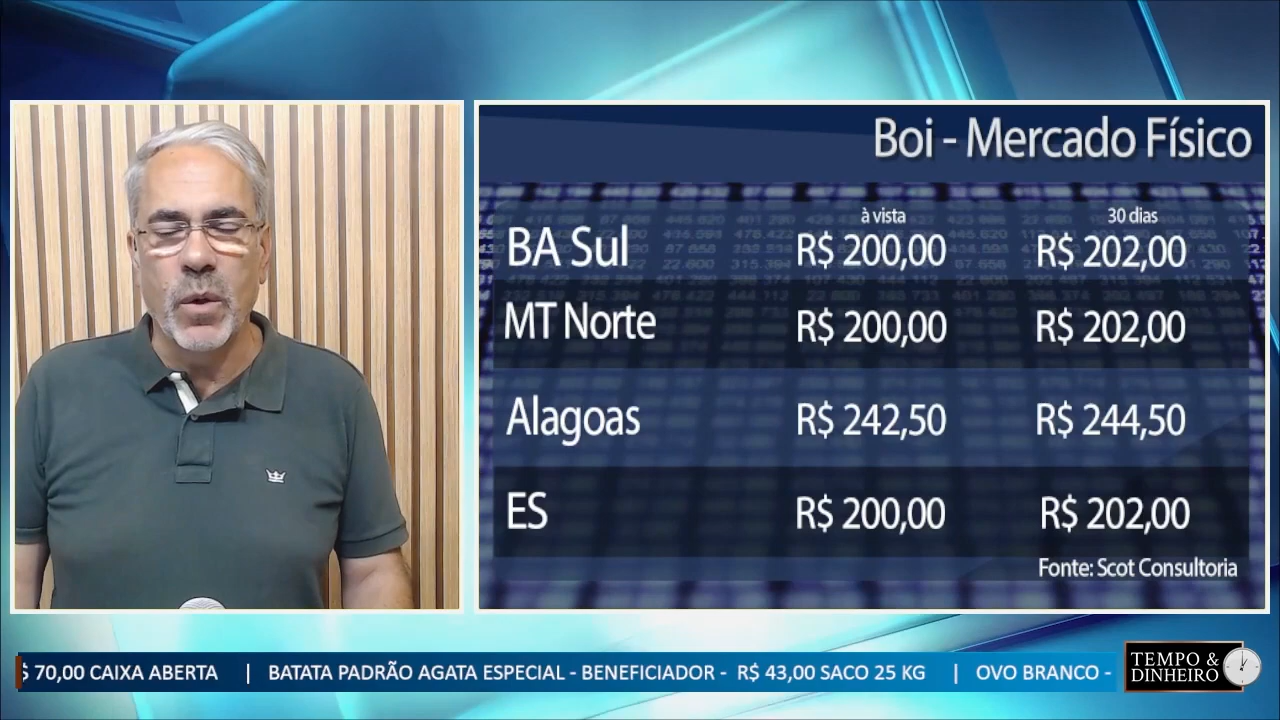 Boi - Mercado Físico
à vista 30 dias
BA Sul R$ 200,00 R$ 202,00
MT Norte R$ 200,00 R$ 202,00
Alagoas R$ 242,50 R$ 244,50
ES R$ 200,00 R$ 202,00
Fonte: Scot Consultoria
$ 70,00 CAIXA ABERTA | BATATA PADRÃO AGATA ESPECIAL - BENEFICIADOR - R$ 43,00 SACO 25 KG | OVO BRANCO -
TEMPO &
DINHEIRO